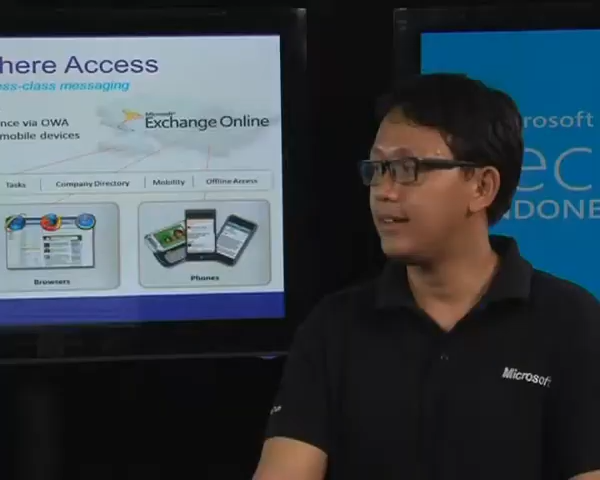 here Access
ess-class messaging
nce via OWA
mobile devices
Microsoft
Exchange Online
Tasks
Company Directory
Mobility
Offline Access
Browsers
Phones
rosoft
ec
NDONE
Microsoft